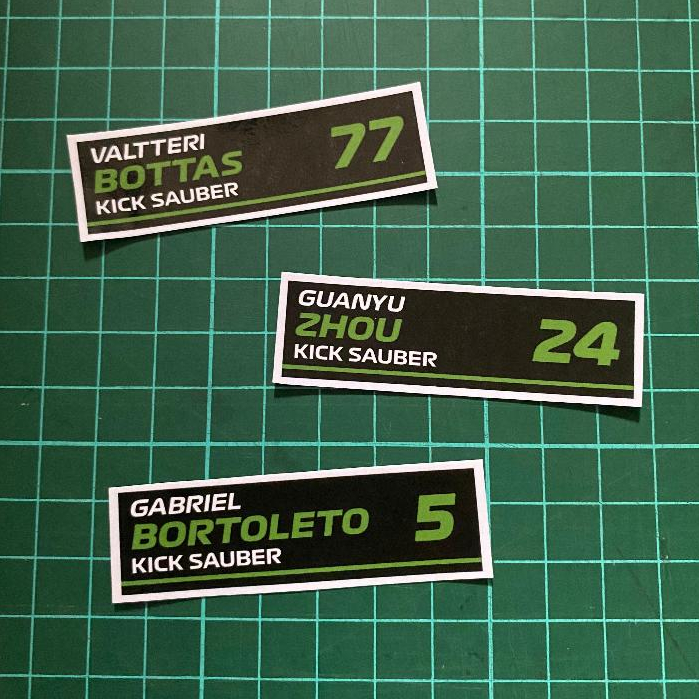 VALTTERI
BOTTAS
KICK SAUBER
77
GUANYU
ZHOU
KICK SAUBER
24
GABRIEL
BORTOLETO
KICK SAUBER
5